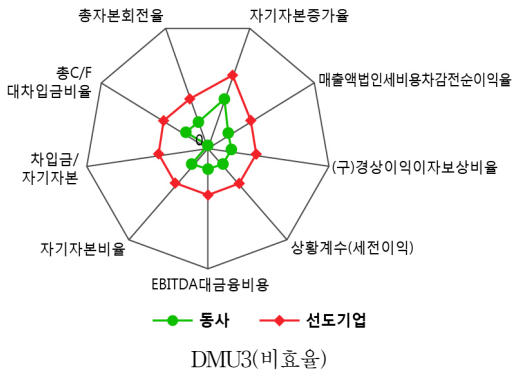 총자본회전율
자기자본증가율
총C/F
대차입금비율
매출액법인세비용차감전순이익율
0
차입금/
자기자본
(구)경상이익이자보상비율
자기자본비율
상황계수(세전이익)
EBITDA대금융비용
동사
선도기업
DMU3(비효율)